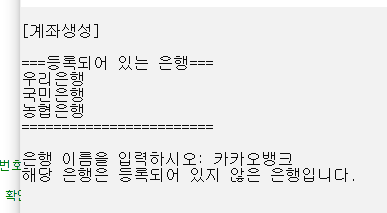 [계좌생성]
===등록되어 있는 은행===
우리은행
국민은행
농협은행
========================
은행 이름을 입력하시오: 카카오뱅크
번호
해당 은행은 등록되어 있지 않은 은행입니다.